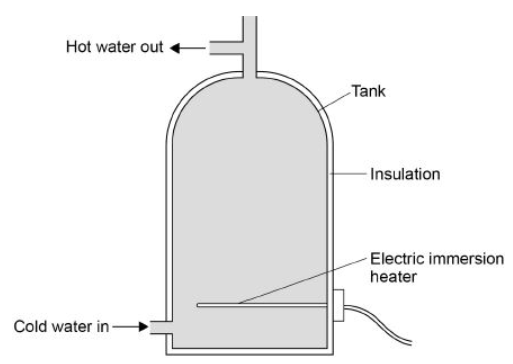 Hot water out
Tank
Insulation
Electric immersion
heater
Cold water in